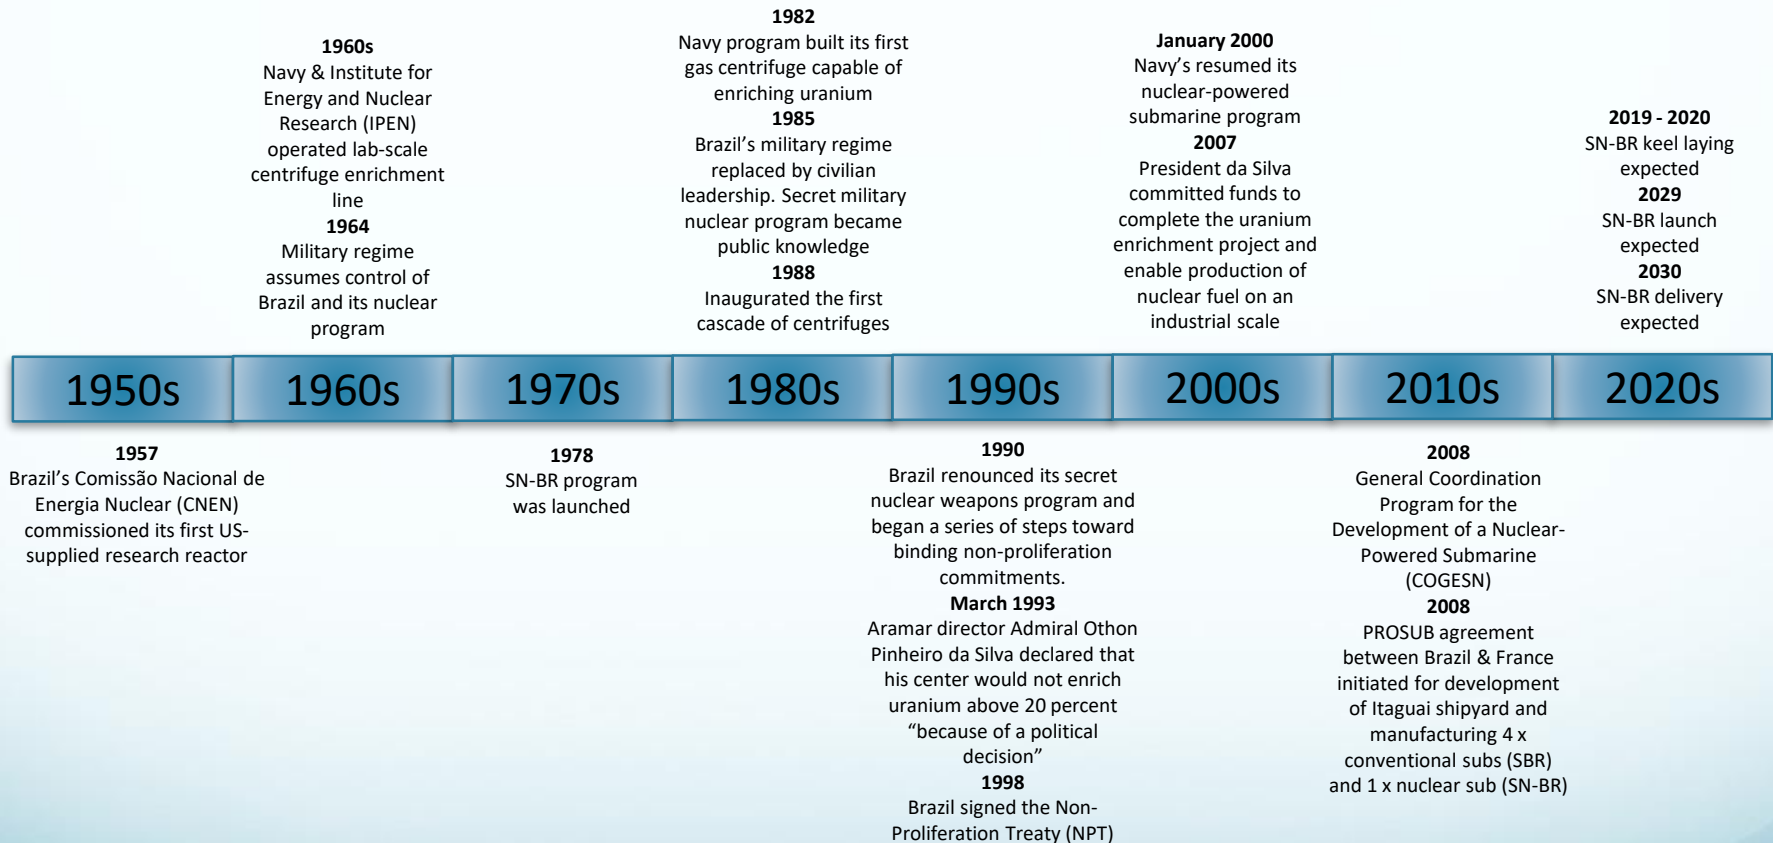 1960s
Navy & Institute for
Energy and Nuclear
Research (IPEN)
operated lab-scale
centrifuge enrichment
line
1964
Military regime
assumes control of
Brazil and its nuclear
program
1982
Navy program built its first
gas centrifuge capable of
enriching uranium
1985
Brazil’s military regime
replaced by civilian
leadership. Secret military
nuclear program became
public knowledge
1988
Inaugurated the first
cascade of centrifuges
January 2000
Navy’s resumed its
nuclear-powered
submarine program
2007
President da Silva
committed funds to
complete the uranium
enrichment project and
enable production of
nuclear fuel on an
industrial scale
2019 - 2020
SN-BR keel laying
expected
2029
SN-BR launch
expected
2030
SN-BR delivery
expected
1950s
1960s
1970s
1980s
1990s
2000s
2010s
2020s
1957
Brazil’s Comissão Nacional de
Energia Nuclear (CNEN)
commissioned its first US-
supplied research reactor
1978
SN-BR program
was launched
1990
Brazil renounced its secret
nuclear weapons program and
began a series of steps toward
binding non-proliferation
commitments.
March 1993
Aramar director Admiral Othon
Pinheiro da Silva declared that
his center would not enrich
uranium above 20 percent
“because of a political
decision”
1998
Brazil signed the Non-
Proliferation Treaty (NPT)
2008
General Coordination
Program for the
Development of a Nuclear-
Powered Submarine
(COGESN)
2008
PROSUB agreement
between Brazil & France
initiated for development
of Itaguai shipyard and
manufacturing 4 x
conventional subs (SBR)
and 1 x nuclear sub (SN-BR)